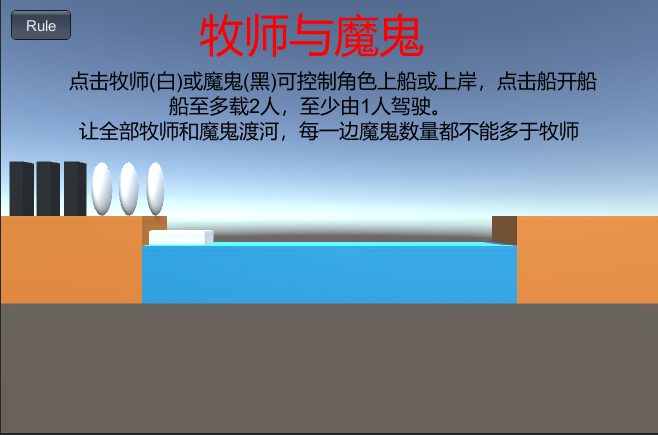 Rule
牧师与魔鬼
点击牧师(白)或魔鬼(黑)可控制角色上船或上岸，点击船开船
船至多载2人，至少由1人驾驶。
让全部牧师和魔鬼渡河，每一边魔鬼数量都不能多于牧师